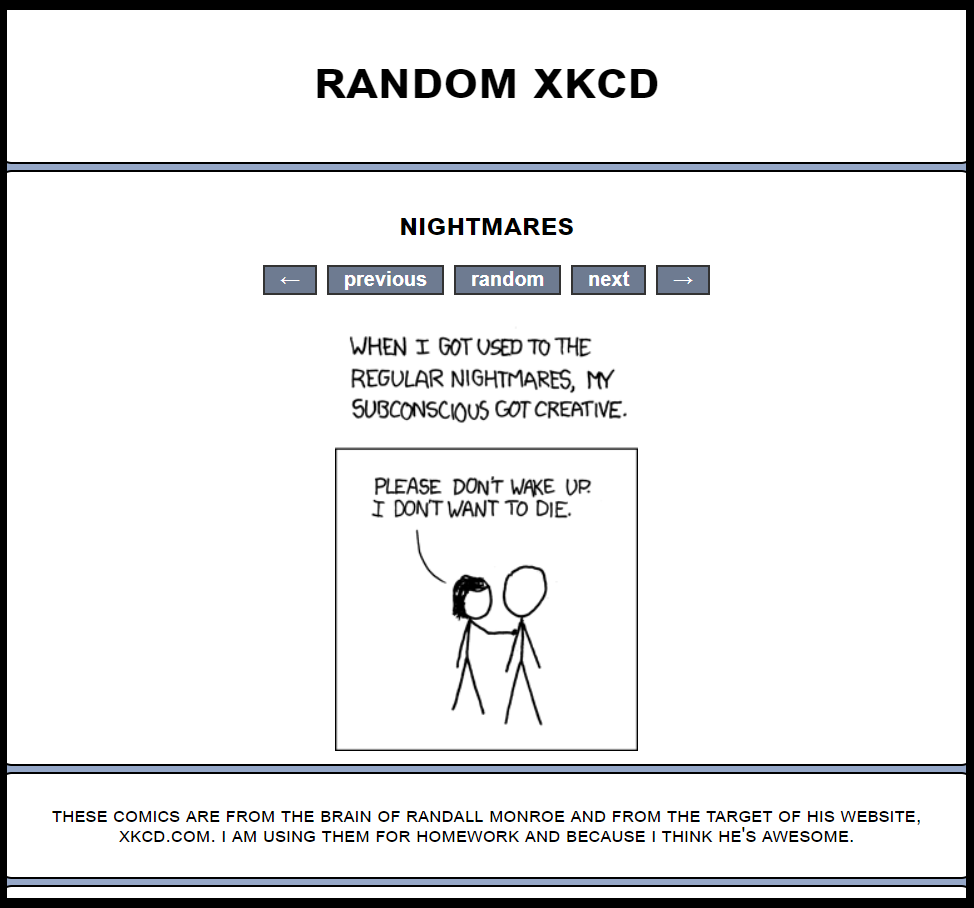 RANDOM XKCD
NIGHTMARES
← previous random next →
WHEN I GOT USED TO THE
REGULAR NIGHTMARES, MY
SUBCONSCIOUS GOT CREATIVE.
PLEASE DON'T WAKE UP.
I DON'T WANT TO DIE.
THESE COMICS ARE FROM THE BRAIN OF RANDALL MONROE AND FROM THE TARGET OF HIS WEBSITE,
XKCD.COM. I AM USING THEM FOR HOMEWORK AND BECAUSE I THINK HE'S AWESOME.